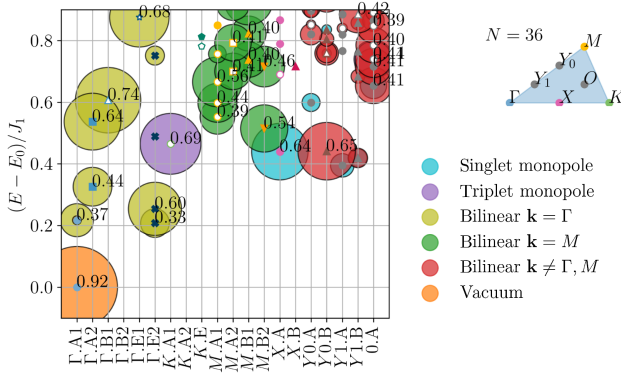 (E − E₀)/J₁
0.8
0.6
0.4
0.2
0.0
0.68
0.74
0.64
0.44
0.37
0.92
0.60
0.33
0.69
0.56
0.44
0.39
0.41
0.40
0.46
0.54
0.64
0.65
0.42
0.39
0.40
0.41
0.41
Γ.A1
Γ.A2
Γ.B1
Γ.B2
Γ.E1
Γ.E2
K.A1
K.A2
K.E
M.A1
M.A2
M.B1
M.B2
X.A
X.B
Y0.A
Y0.B
Y1.A
Y1.B
0.A
N = 36
M
Y₀
Y₁
O
Γ
X
K
Singlet monopole
Triplet monopole
Bilinear k = Γ
Bilinear k = M
Bilinear k ≠ Γ, M
Vacuum